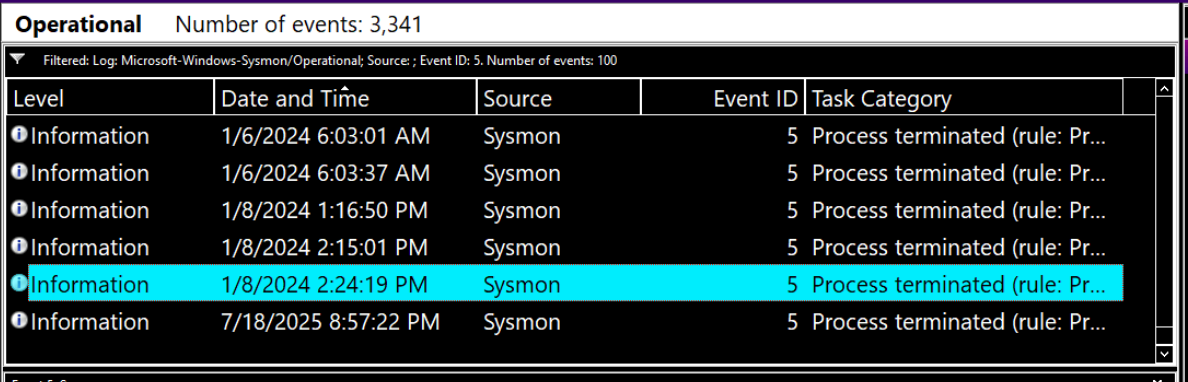 Operational Number of events: 3,341
Filtered: Log: Microsoft-Windows-Sysmon/Operational; Source: ; Event ID: 5. Number of events: 100
Level Date and Time Source Event ID Task Category
Information 1/6/2024 6:03:01 AM Sysmon 5 Process terminated (rule: Pr...
Information 1/6/2024 6:03:37 AM Sysmon 5 Process terminated (rule: Pr...
Information 1/8/2024 1:16:50 PM Sysmon 5 Process terminated (rule: Pr...
Information 1/8/2024 2:15:01 PM Sysmon 5 Process terminated (rule: Pr...
Information 1/8/2024 2:24:19 PM Sysmon 5 Process terminated (rule: Pr...
Information 7/18/2025 8:57:22 PM Sysmon 5 Process terminated (rule: Pr...